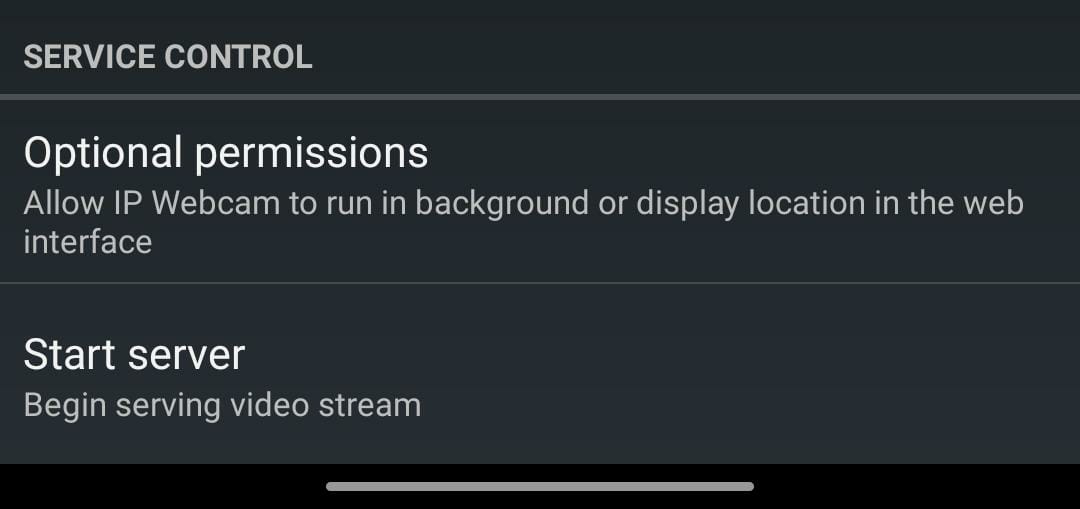 SERVICE CONTROL
Optional permissions
Allow IP Webcam to run in background or display location in the web
interface
Start server
Begin serving video stream